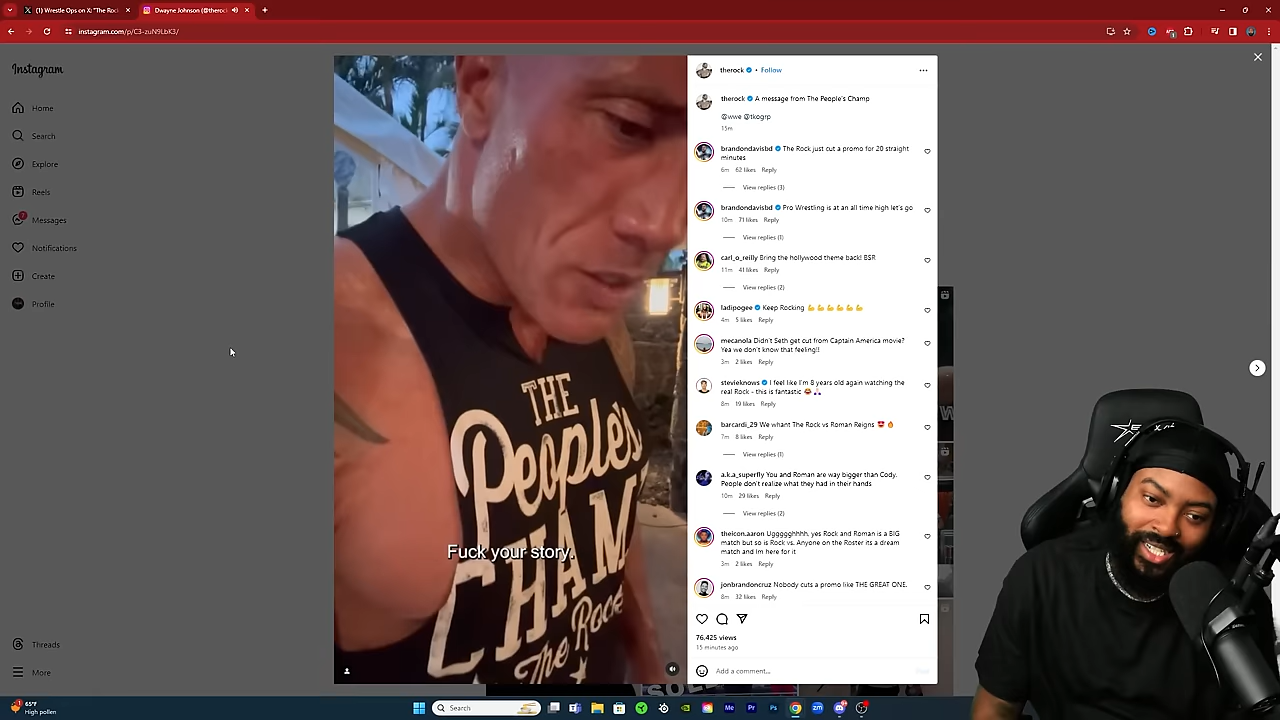 (1) Wrestle Ops on X: "The Rock
Dwayne Johnson (@therock
instagram.com/p/C3-zuN9LbK3/
Instagram
Home
Search
Explore
Reels
Messages
Notifications
Create
Profile
Threads
More
THE
People's
CHAMP
The Rock
Fuck your story.
therock • Follow
therock A message from The People's Champ
@wwe @tkogrp
15m
brandondavisbd The Rock just cut a promo for 20 straight
minutes
6m 62 likes Reply
View replies (3)
brandondavisbd Pro Wrestling is at an all time high let's go
10m 71 likes Reply
View replies (1)
carl_o_reilly Bring the hollywood theme back! BSR
11m 41 likes Reply
View replies (2)
ladipogee Keep Rocking 💪💪💪💪💪💪
4m 5 likes Reply
mecanola Didn't Seth get cut from Captain America movie?
Yea we don't know that feeling!!
3m 2 likes Reply
stevieknows I feel like I'm 8 years old again watching the
real Rock - this is fantastic
8m 19 likes Reply
barcardi_29 We whant The Rock vs Roman Reigns 😍🔥
7m 8 likes Reply
View replies (1)
a.k.a_superfly You and Roman are way bigger than Cody.
People don't realize what they had in their hands
10m 29 likes Reply
View replies (2)
theicon.aaron Uggggghhhh, yes Rock and Roman is a BIG
match but so is Rock vs. Anyone on the Roster its a dream
match and Im here for it
3m 2 likes Reply
jonbrandoncruz Nobody cuts a promo like THE GREAT ONE.
8m 32 likes Reply
76,425 views
15 minutes ago
Add a comment...
65°F
High pollen
Search